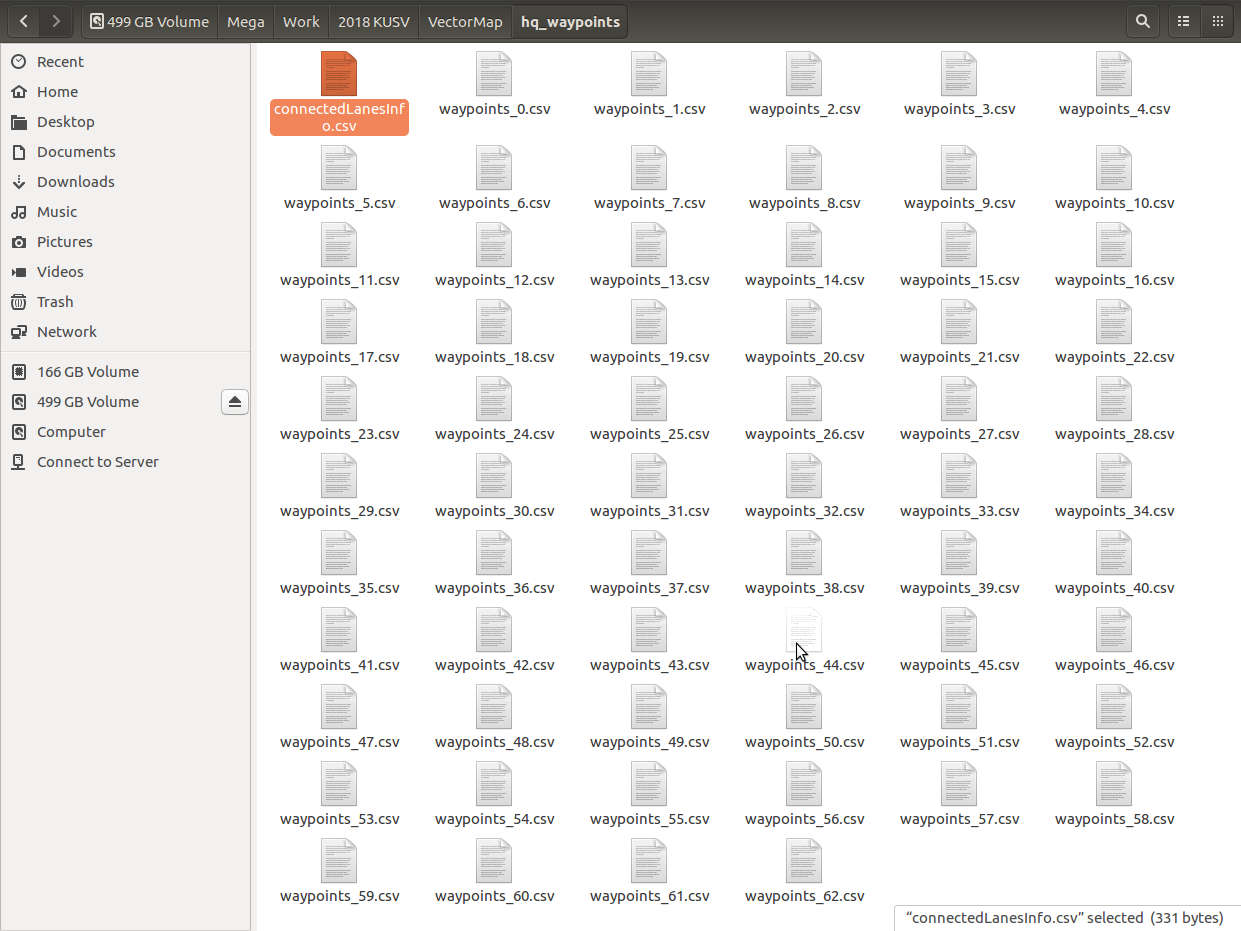 499 GB Volume Mega Work 2018 KUSV VectorMap hq_waypoints
Recent
Home
Desktop
Documents
Downloads
Music
Pictures
Videos
Trash
Network
166 GB Volume
499 GB Volume
Computer
Connect to Server
connectedLanesInf
o.csv
waypoints_0.csv waypoints_1.csv waypoints_2.csv waypoints_3.csv waypoints_4.csv
waypoints_5.csv waypoints_6.csv waypoints_7.csv waypoints_8.csv waypoints_9.csv waypoints_10.csv
waypoints_11.csv waypoints_12.csv waypoints_13.csv waypoints_14.csv waypoints_15.csv waypoints_16.csv
waypoints_17.csv waypoints_18.csv waypoints_19.csv waypoints_20.csv waypoints_21.csv waypoints_22.csv
waypoints_23.csv waypoints_24.csv waypoints_25.csv waypoints_26.csv waypoints_27.csv waypoints_28.csv
waypoints_29.csv waypoints_30.csv waypoints_31.csv waypoints_32.csv waypoints_33.csv waypoints_34.csv
waypoints_35.csv waypoints_36.csv waypoints_37.csv waypoints_38.csv waypoints_39.csv waypoints_40.csv
waypoints_41.csv waypoints_42.csv waypoints_43.csv waypoints_44.csv waypoints_45.csv waypoints_46.csv
waypoints_47.csv waypoints_48.csv waypoints_49.csv waypoints_50.csv waypoints_51.csv waypoints_52.csv
waypoints_53.csv waypoints_54.csv waypoints_55.csv waypoints_56.csv waypoints_57.csv waypoints_58.csv
waypoints_59.csv waypoints_60.csv waypoints_61.csv waypoints_62.csv
“connectedLanesInfo.csv” selected (331 bytes)